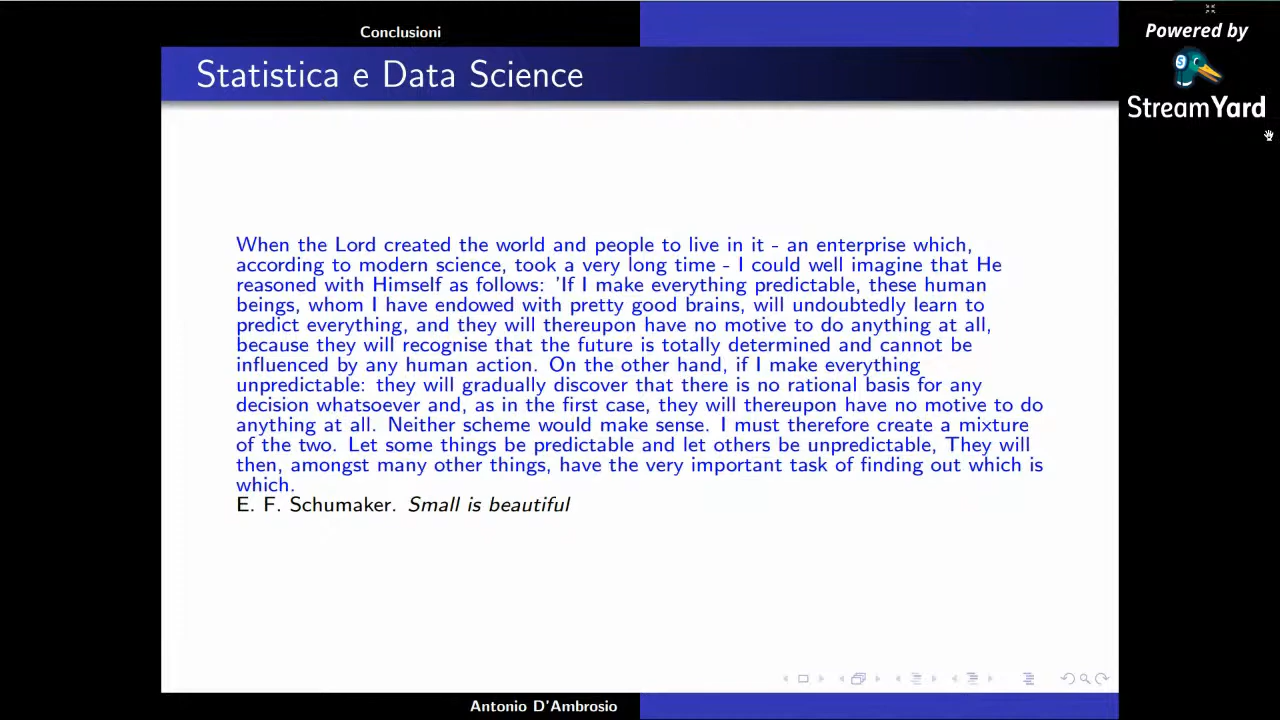 Conclusioni
Statistica e Data Science
Powered by
StreamYard
When the Lord created the world and people to live in it - an enterprise which,
according to modern science, took a very long time - I could well imagine that He
reasoned with Himself as follows: 'If I make everything predictable, these human
beings, whom I have endowed with pretty good brains, will undoubtedly learn to
predict everything, and they will thereupon have no motive to do anything at all,
because they will recognise that the future is totally determined and cannot be
influenced by any human action. On the other hand, if I make everything
unpredictable: they will gradually discover that there is no rational basis for any
decision whatsoever and, as in the first case, they will thereupon have no motive to do
anything at all. Neither scheme would make sense. I must therefore create a mixture
of the two. Let some things be predictable and let others be unpredictable, They will
then, amongst many other things, have the very important task of finding out which is
which.
E. F. Schumaker. Small is beautiful
Antonio D'Ambrosio